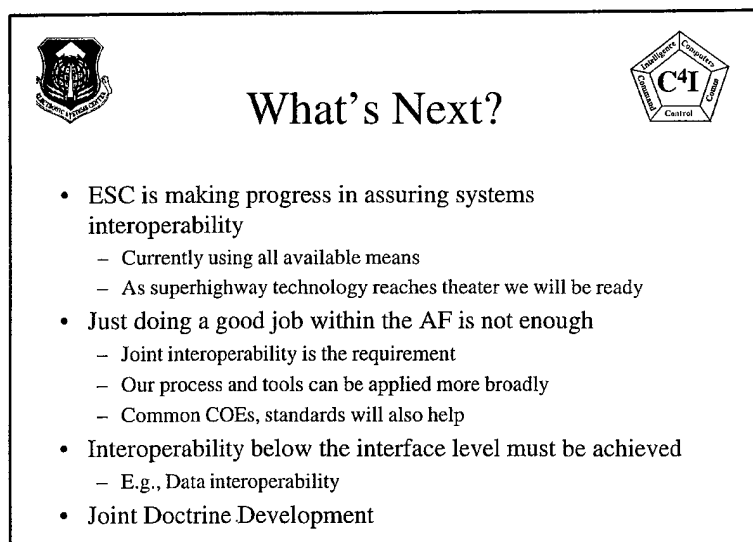 ELECTRONIC SYSTEMS CENTER
Intelligence
Computers
Command
C4I
Comms
Control
What's Next?
• ESC is making progress in assuring systems
interoperability
– Currently using all available means
– As superhighway technology reaches theater we will be ready
• Just doing a good job within the AF is not enough
– Joint interoperability is the requirement
– Our process and tools can be applied more broadly
– Common COEs, standards will also help
• Interoperability below the interface level must be achieved
– E.g., Data interoperability
• Joint Doctrine Development